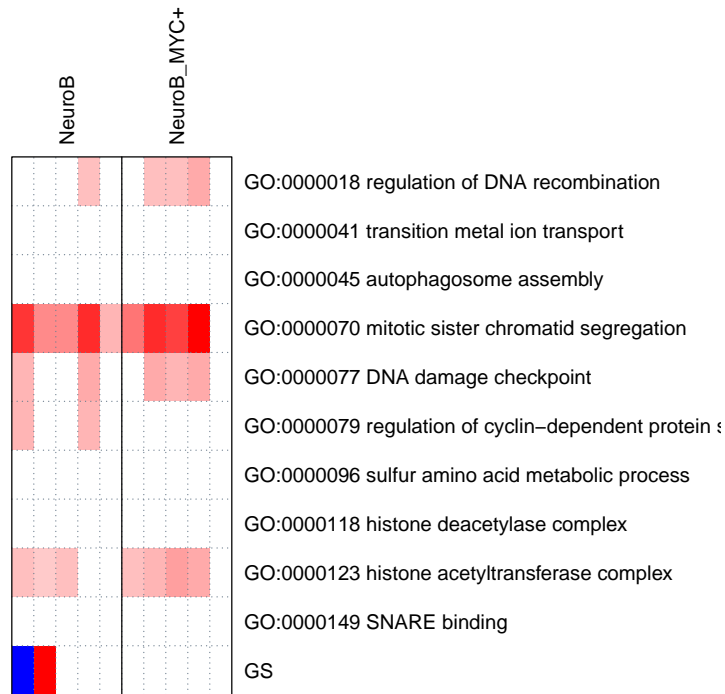 NeuroB
NeuroB_MYC+
GO:0000018 regulation of DNA recombination
GO:0000041 transition metal ion transport
GO:0000045 autophagosome assembly
GO:0000070 mitotic sister chromatid segregation
GO:0000077 DNA damage checkpoint
GO:0000079 regulation of cyclin−dependent protein s
GO:0000096 sulfur amino acid metabolic process
GO:0000118 histone deacetylase complex
GO:0000123 histone acetyltransferase complex
GO:0000149 SNARE binding
GS